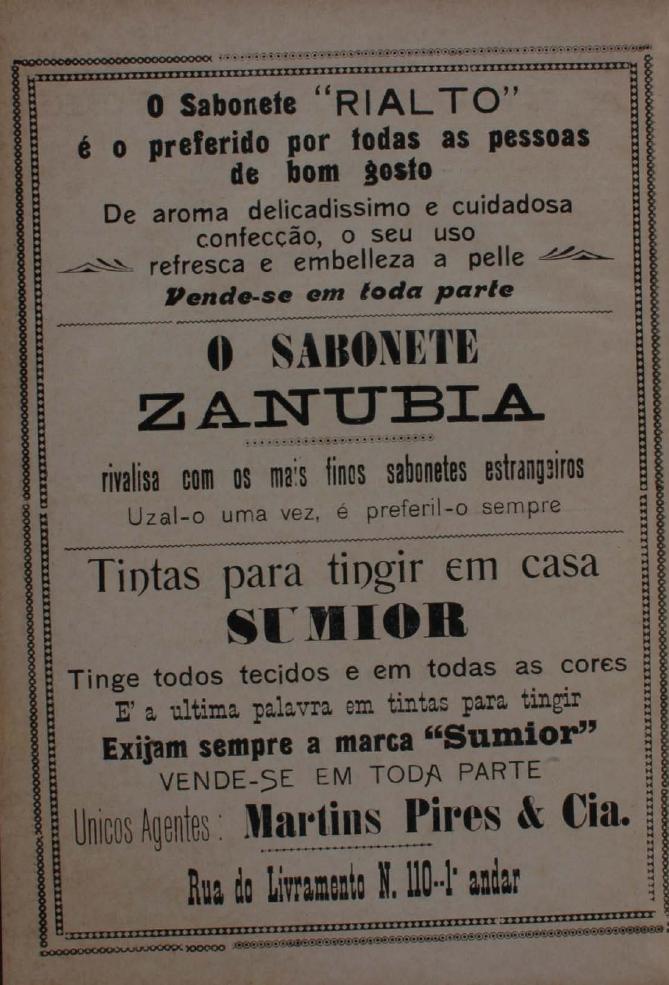 O Sabonete "RIALTO"
é o preferido por todas as pessoas
de bom gosto
De aroma delicadissimo e cuidadosa
confecção, o seu uso
refresca e embelleza a pelle
Vende-se em toda parte
O SABONETE
ZANUBIA
rivalisa com os mais finos sabonetes estrangeiros
Uzal-o uma vez, é preferil-o sempre
Tintas para tingir em casa
SUMIOR
Tinge todos tecidos e em todas as cores
E' a ultima palavra em tintas para tingir
Exijam sempre a marca "Sumior"
VENDE-SE EM TODA PARTE
Unicos Agentes: Martins Pires & Cia.
Rua do Livramento N. 110--1º andar